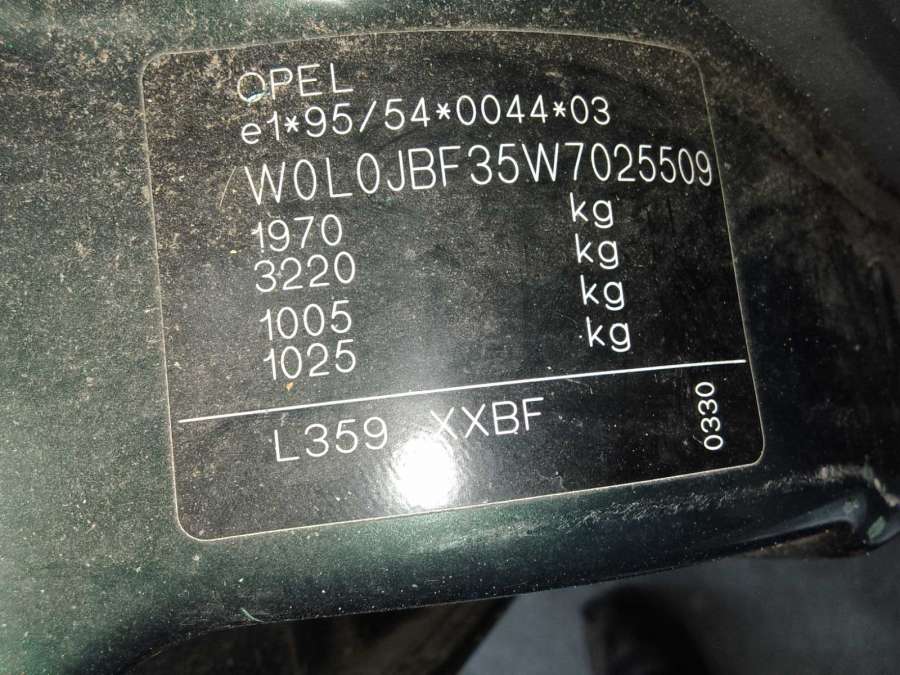 OPEL
e1*95/54*0044*03
W0L0JBF35W7025509
1970 kg
3220 kg
1005 kg
1025 kg
L359 XXBF
0330